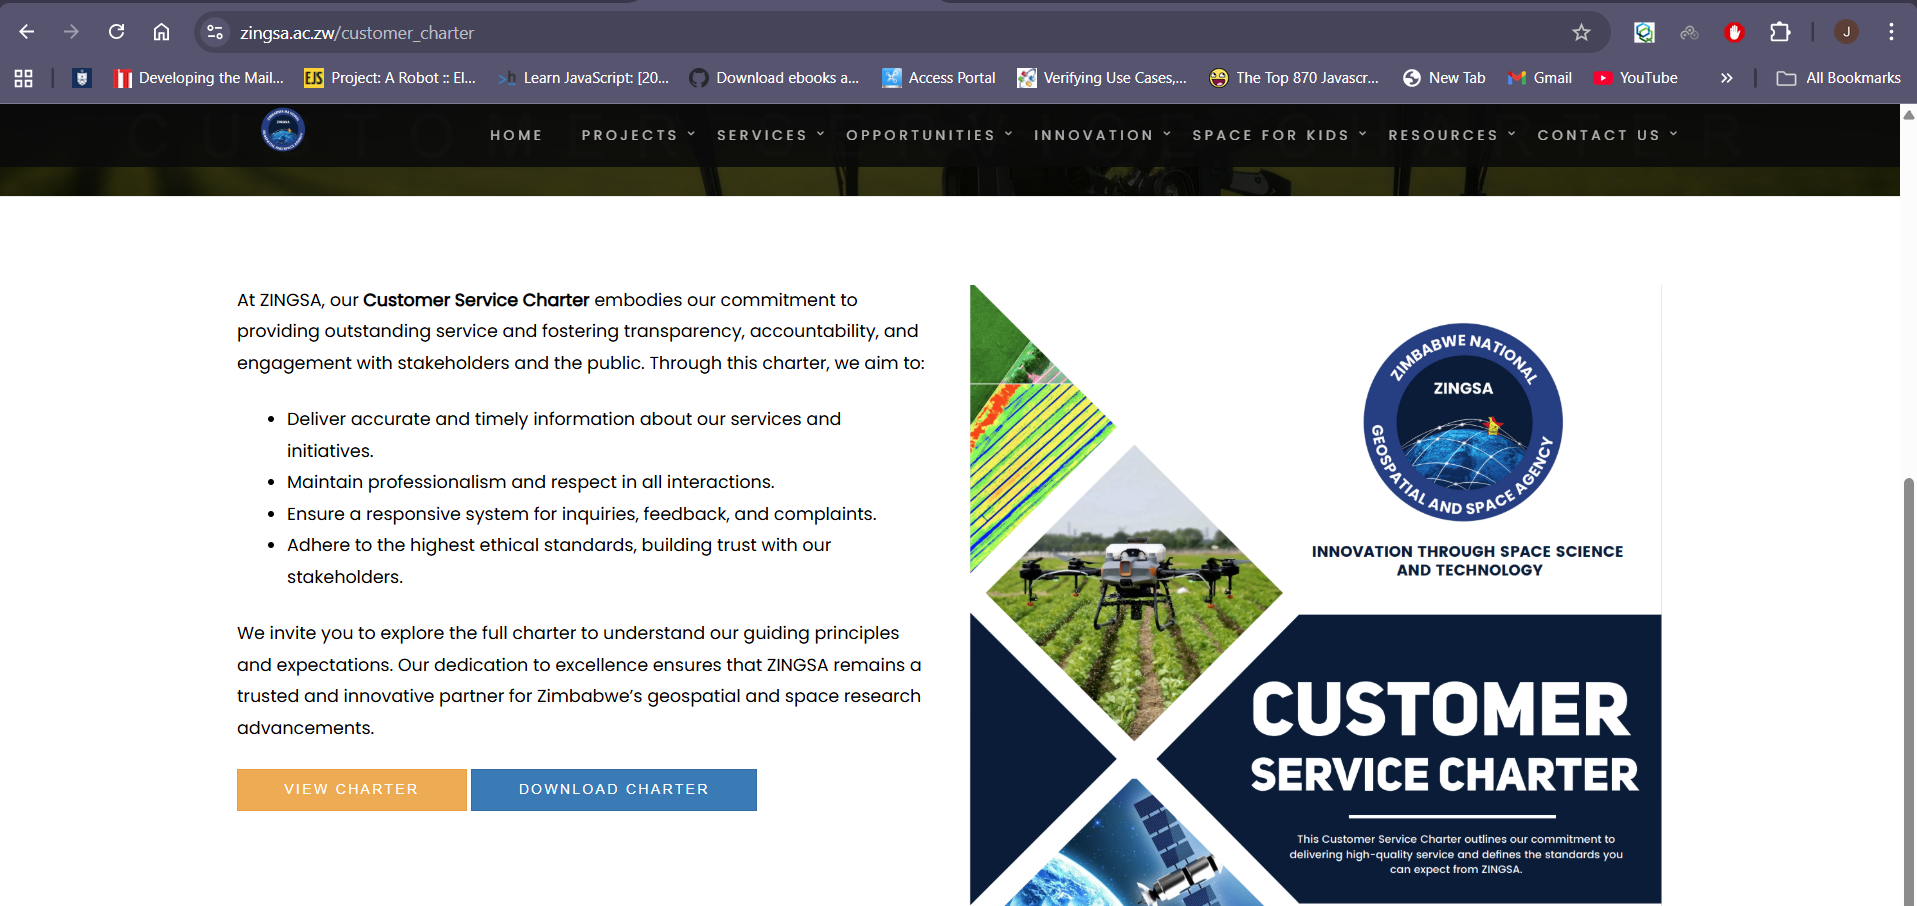 zingsa.ac.zw/customer_charter
J
Developing the Mail...
EJS
Project: A Robot :: El...
Learn JavaScript: [20...
Download ebooks a...
Access Portal
Verifying Use Cases,...
The Top 870 Javascr...
New Tab
Gmail
YouTube
All Bookmarks
HOME
PROJECTS
SERVICES
OPPORTUNITIES
INNOVATION
SPACE FOR KIDS
RESOURCES
CONTACT US
At ZINGSA, our Customer Service Charter embodies our commitment to
providing outstanding service and fostering transparency, accountability, and
engagement with stakeholders and the public. Through this charter, we aim to:
• Deliver accurate and timely information about our services and
initiatives.
• Maintain professionalism and respect in all interactions.
• Ensure a responsive system for inquiries, feedback, and complaints.
• Adhere to the highest ethical standards, building trust with our
stakeholders.
We invite you to explore the full charter to understand our guiding principles
and expectations. Our dedication to excellence ensures that ZINGSA remains a
trusted and innovative partner for Zimbabwe’s geospatial and space research
advancements.
VIEW CHARTER
DOWNLOAD CHARTER
ZIMBABWE NATIONAL
ZINGSA
GEOSPATIAL AND SPACE AGENCY
INNOVATION THROUGH SPACE SCIENCE
AND TECHNOLOGY
CUSTOMER
SERVICE CHARTER
This Customer Service Charter outlines our commitment to
delivering high-quality service and defines the standards you
can expect from ZINGSA.